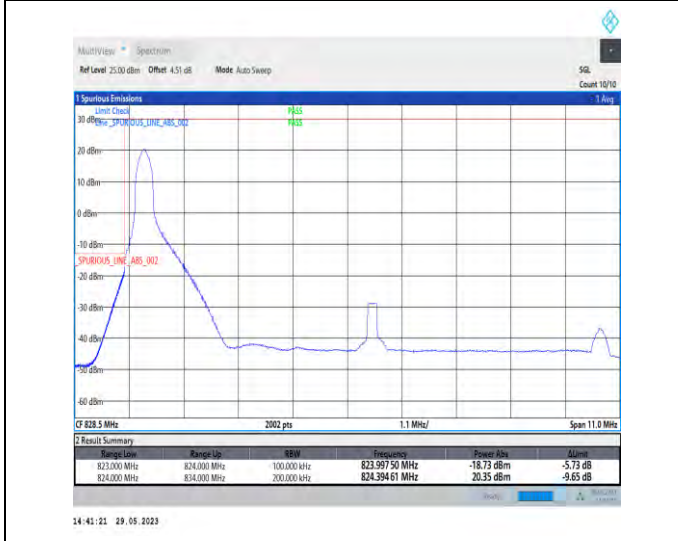 MultiView Spectrum
Ref Level 25.00 dBm Offset 4.51 dB Mode Auto Sweep SGL
Count 10/10
1 Spurious Emissions 1 Avg
Limit Check PASS
30 dBm Line _SPURIOUS_LINE_ABS_002 PASS
20 dBm
10 dBm
0 dBm
-10 dBm
_SPURIOUS_LINE_ABS_002
-20 dBm
-30 dBm
-40 dBm
-50 dBm
-60 dBm
CF 828.5 MHz 2002 pts 1.1 MHz/ Span 11.0 MHz
2 Result Summary
Range Low Range Up RBW Frequency Power Abs ΔLimit
823.000 MHz 824.000 MHz 100.000 kHz 823.997 50 MHz -18.73 dBm -5.73 dB
824.000 MHz 834.000 MHz 200.000 kHz 824.394 61 MHz 20.35 dBm -9.65 dB
14:41:21 29.05.2023